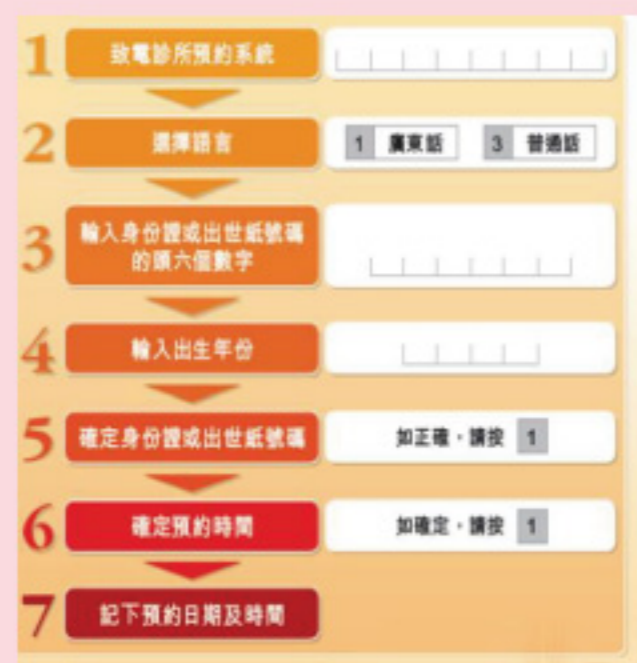 1 致電診所預約系統
2 選擇語言 1 廣東話 3 普通話
3 輸入身份證或出世紙號碼
的頭六個數字
4 輸入出生年份
5 確定身份證或出世紙號碼 如正確，請按 1
6 確定預約時間 如確定，請按 1
7 記下預約日期及時間